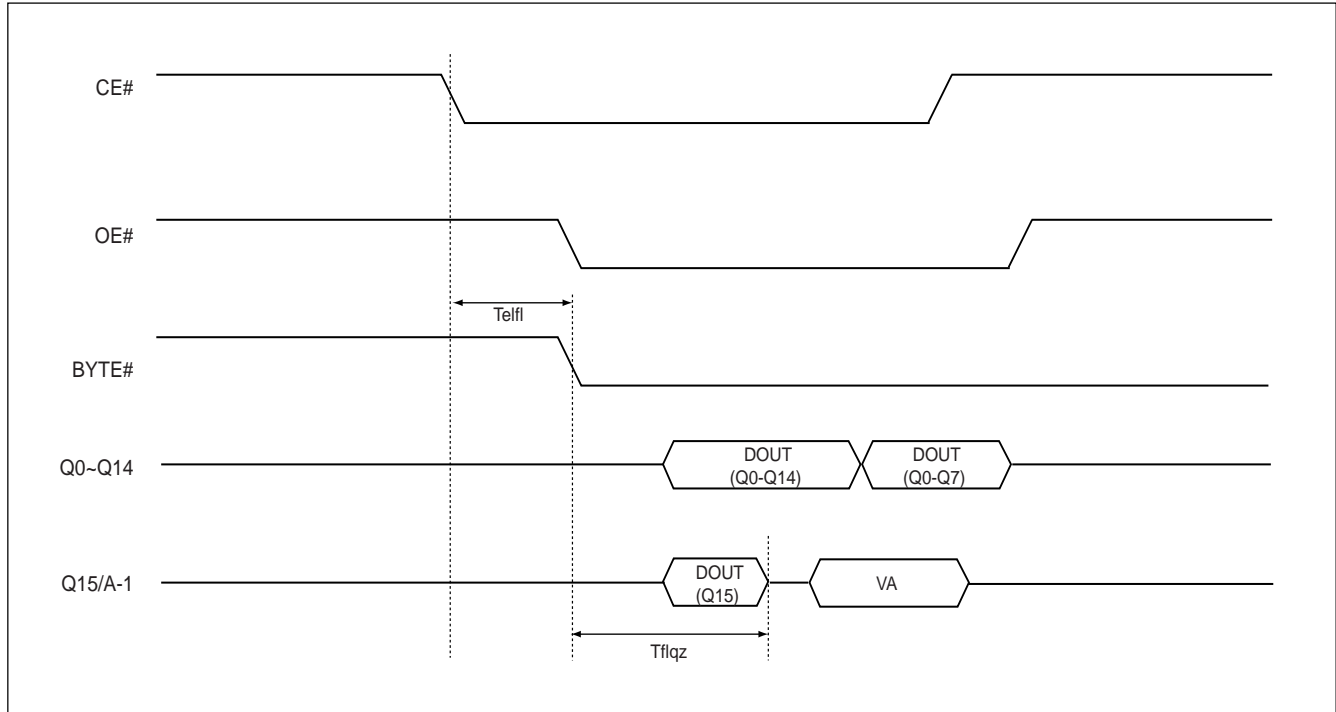 CE#
OE#
Telfl
BYTE#
Q0~Q14
DOUT
(Q0-Q14)
DOUT
(Q0-Q7)
Q15/A-1
DOUT
(Q15)
VA
Tflqz